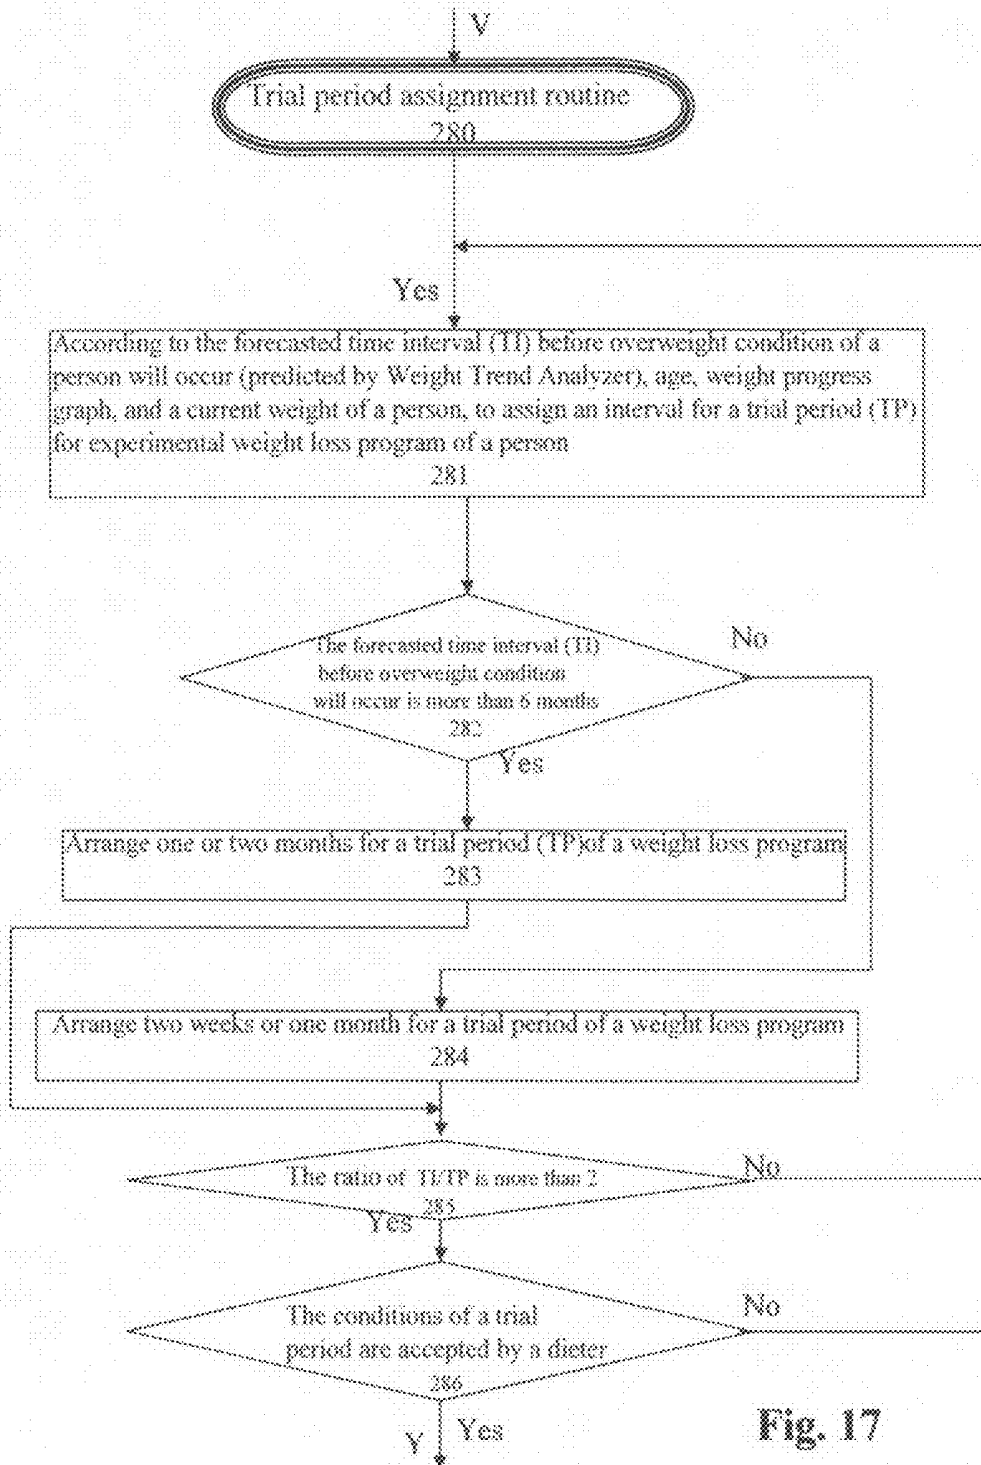 V
Trial period assignment routine
280
Yes
According to the forecasted time interval (TI) before overweight condition of a
person will occur (predicted by Weight Trend Analyzer), age, weight progress
graph, and a current weight of a person, to assign an interval for a trial period (TP)
for experimental weight loss program of a person
281
The forecasted time interval (TI)
before overweight condition
will occur is more than 6 months
282
No
Yes
Arrange one or two months for a trial period (TP)of a weight loss program
283
Arrange two weeks or one month for a trial period of a weight loss program
284
The ratio of TI/TP is more than 2
285
No
Yes
The conditions of a trial
period are accepted by a dieter
286
No
Y Yes
Fig. 17